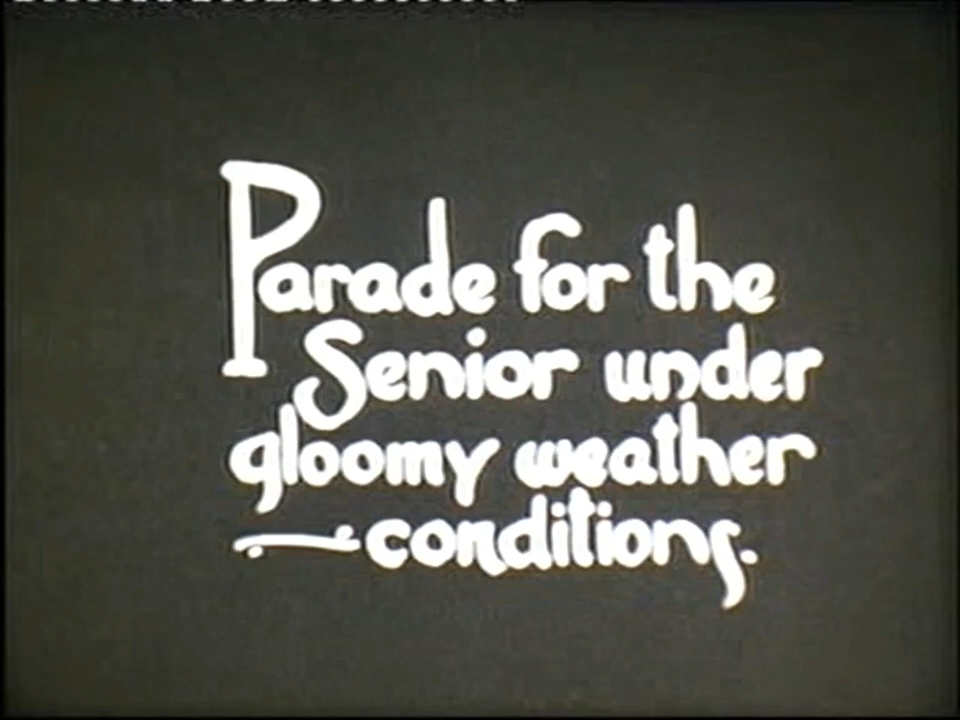 Parade for the
Senior under
gloomy weather
conditions.